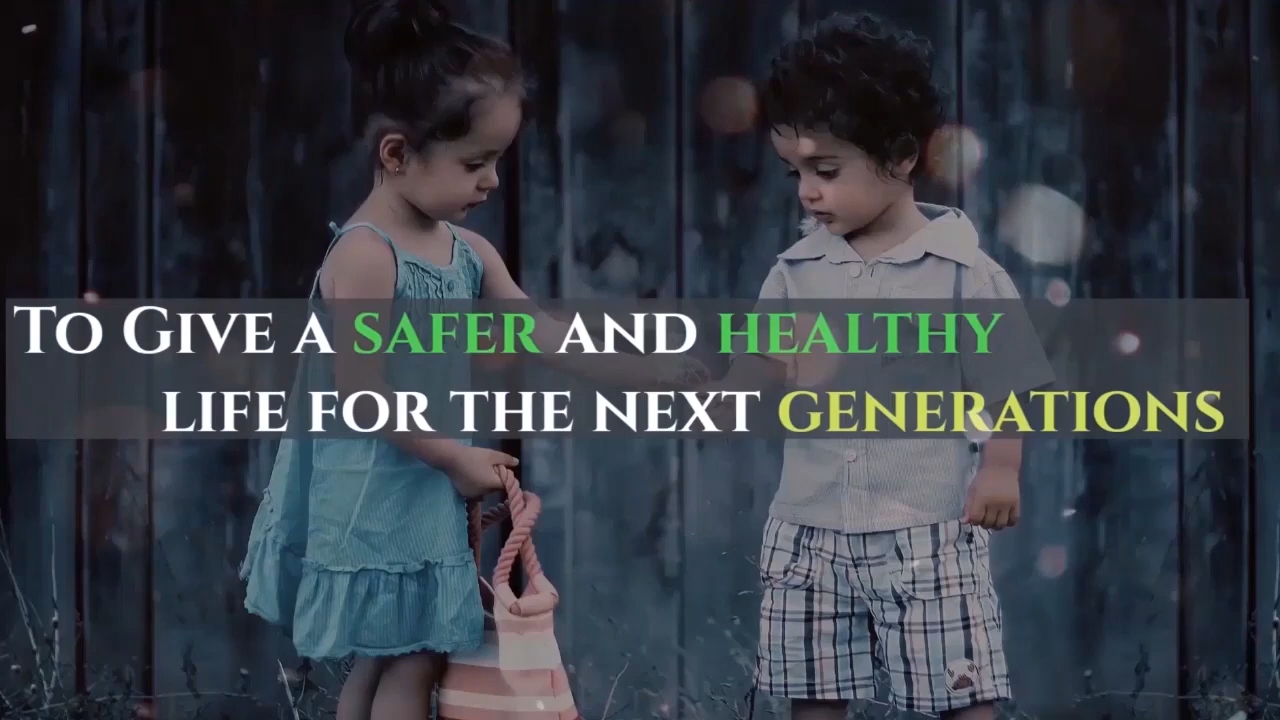 To Give a safer and healthy
life for the next generations